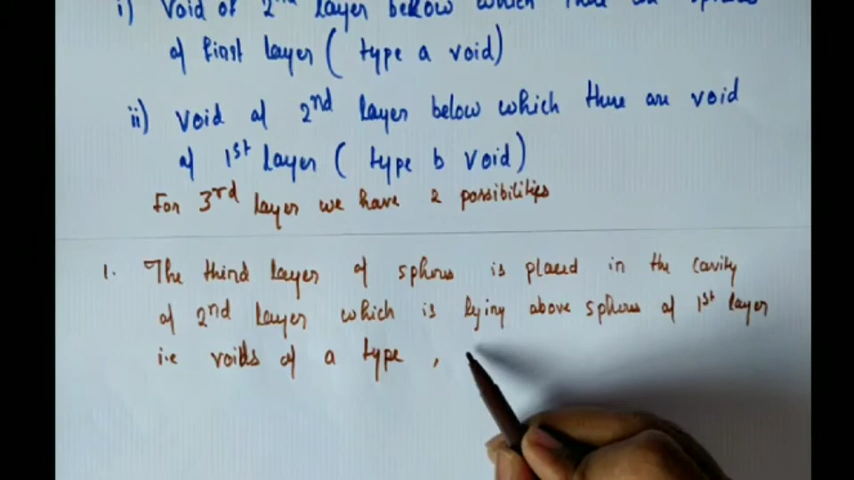 i) Void of 2nd layer below which there are spheres
of first layer ( type a void)
ii) Void of 2nd layer below which there are void
of 1st layer ( type b void)
For 3rd layer we have 2 possibilities
1. The third layer of spheres is placed in the cavity
of 2nd layer which is lying above spheres of 1st layer
i.e voids of a type ,